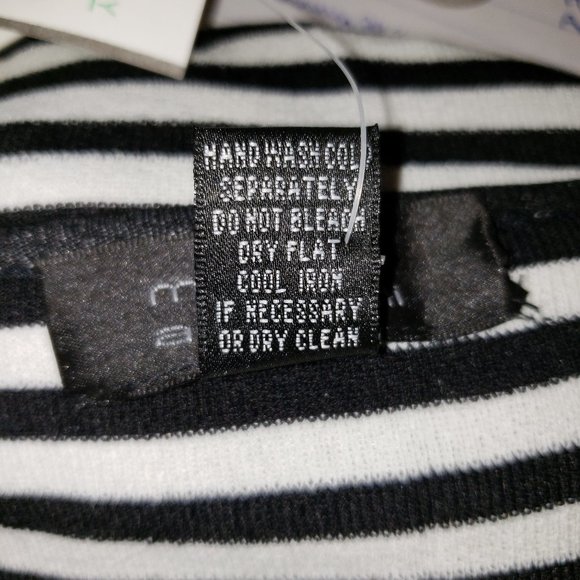 HAND WASH COLD
SEPARATELY
DO NOT BLEACH
DRY FLAT
COOL IRON
IF NECESSARY
OR DRY CLEAN